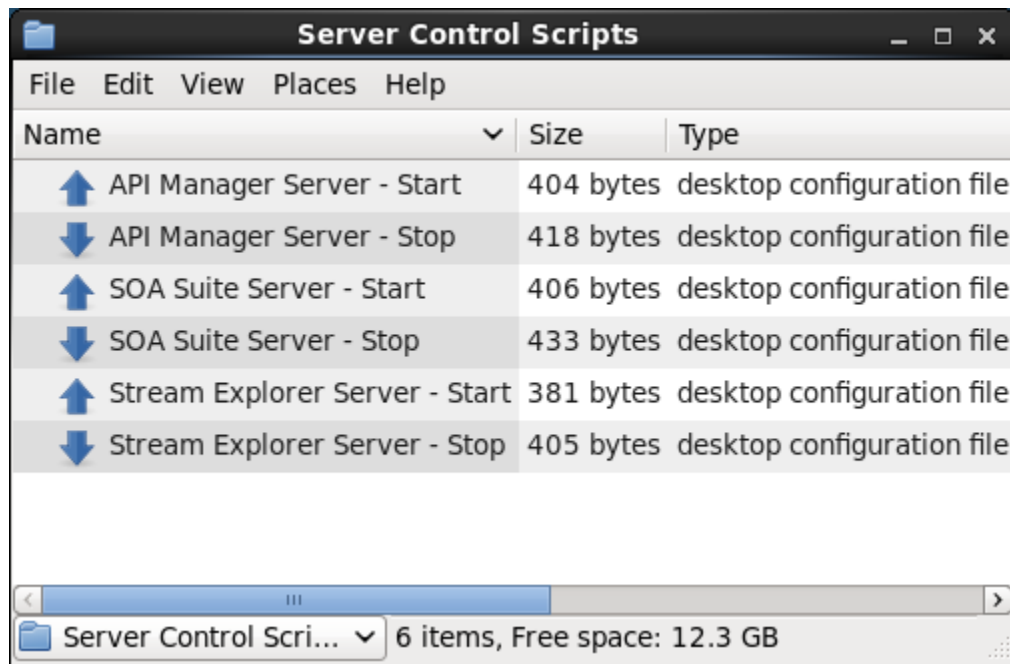 Server Control Scripts
File Edit View Places Help
Name Size Type
API Manager Server - Start 404 bytes desktop configuration file
API Manager Server - Stop 418 bytes desktop configuration file
SOA Suite Server - Start 406 bytes desktop configuration file
SOA Suite Server - Stop 433 bytes desktop configuration file
Stream Explorer Server - Start 381 bytes desktop configuration file
Stream Explorer Server - Stop 405 bytes desktop configuration file
Server Control Scri... 6 items, Free space: 12.3 GB